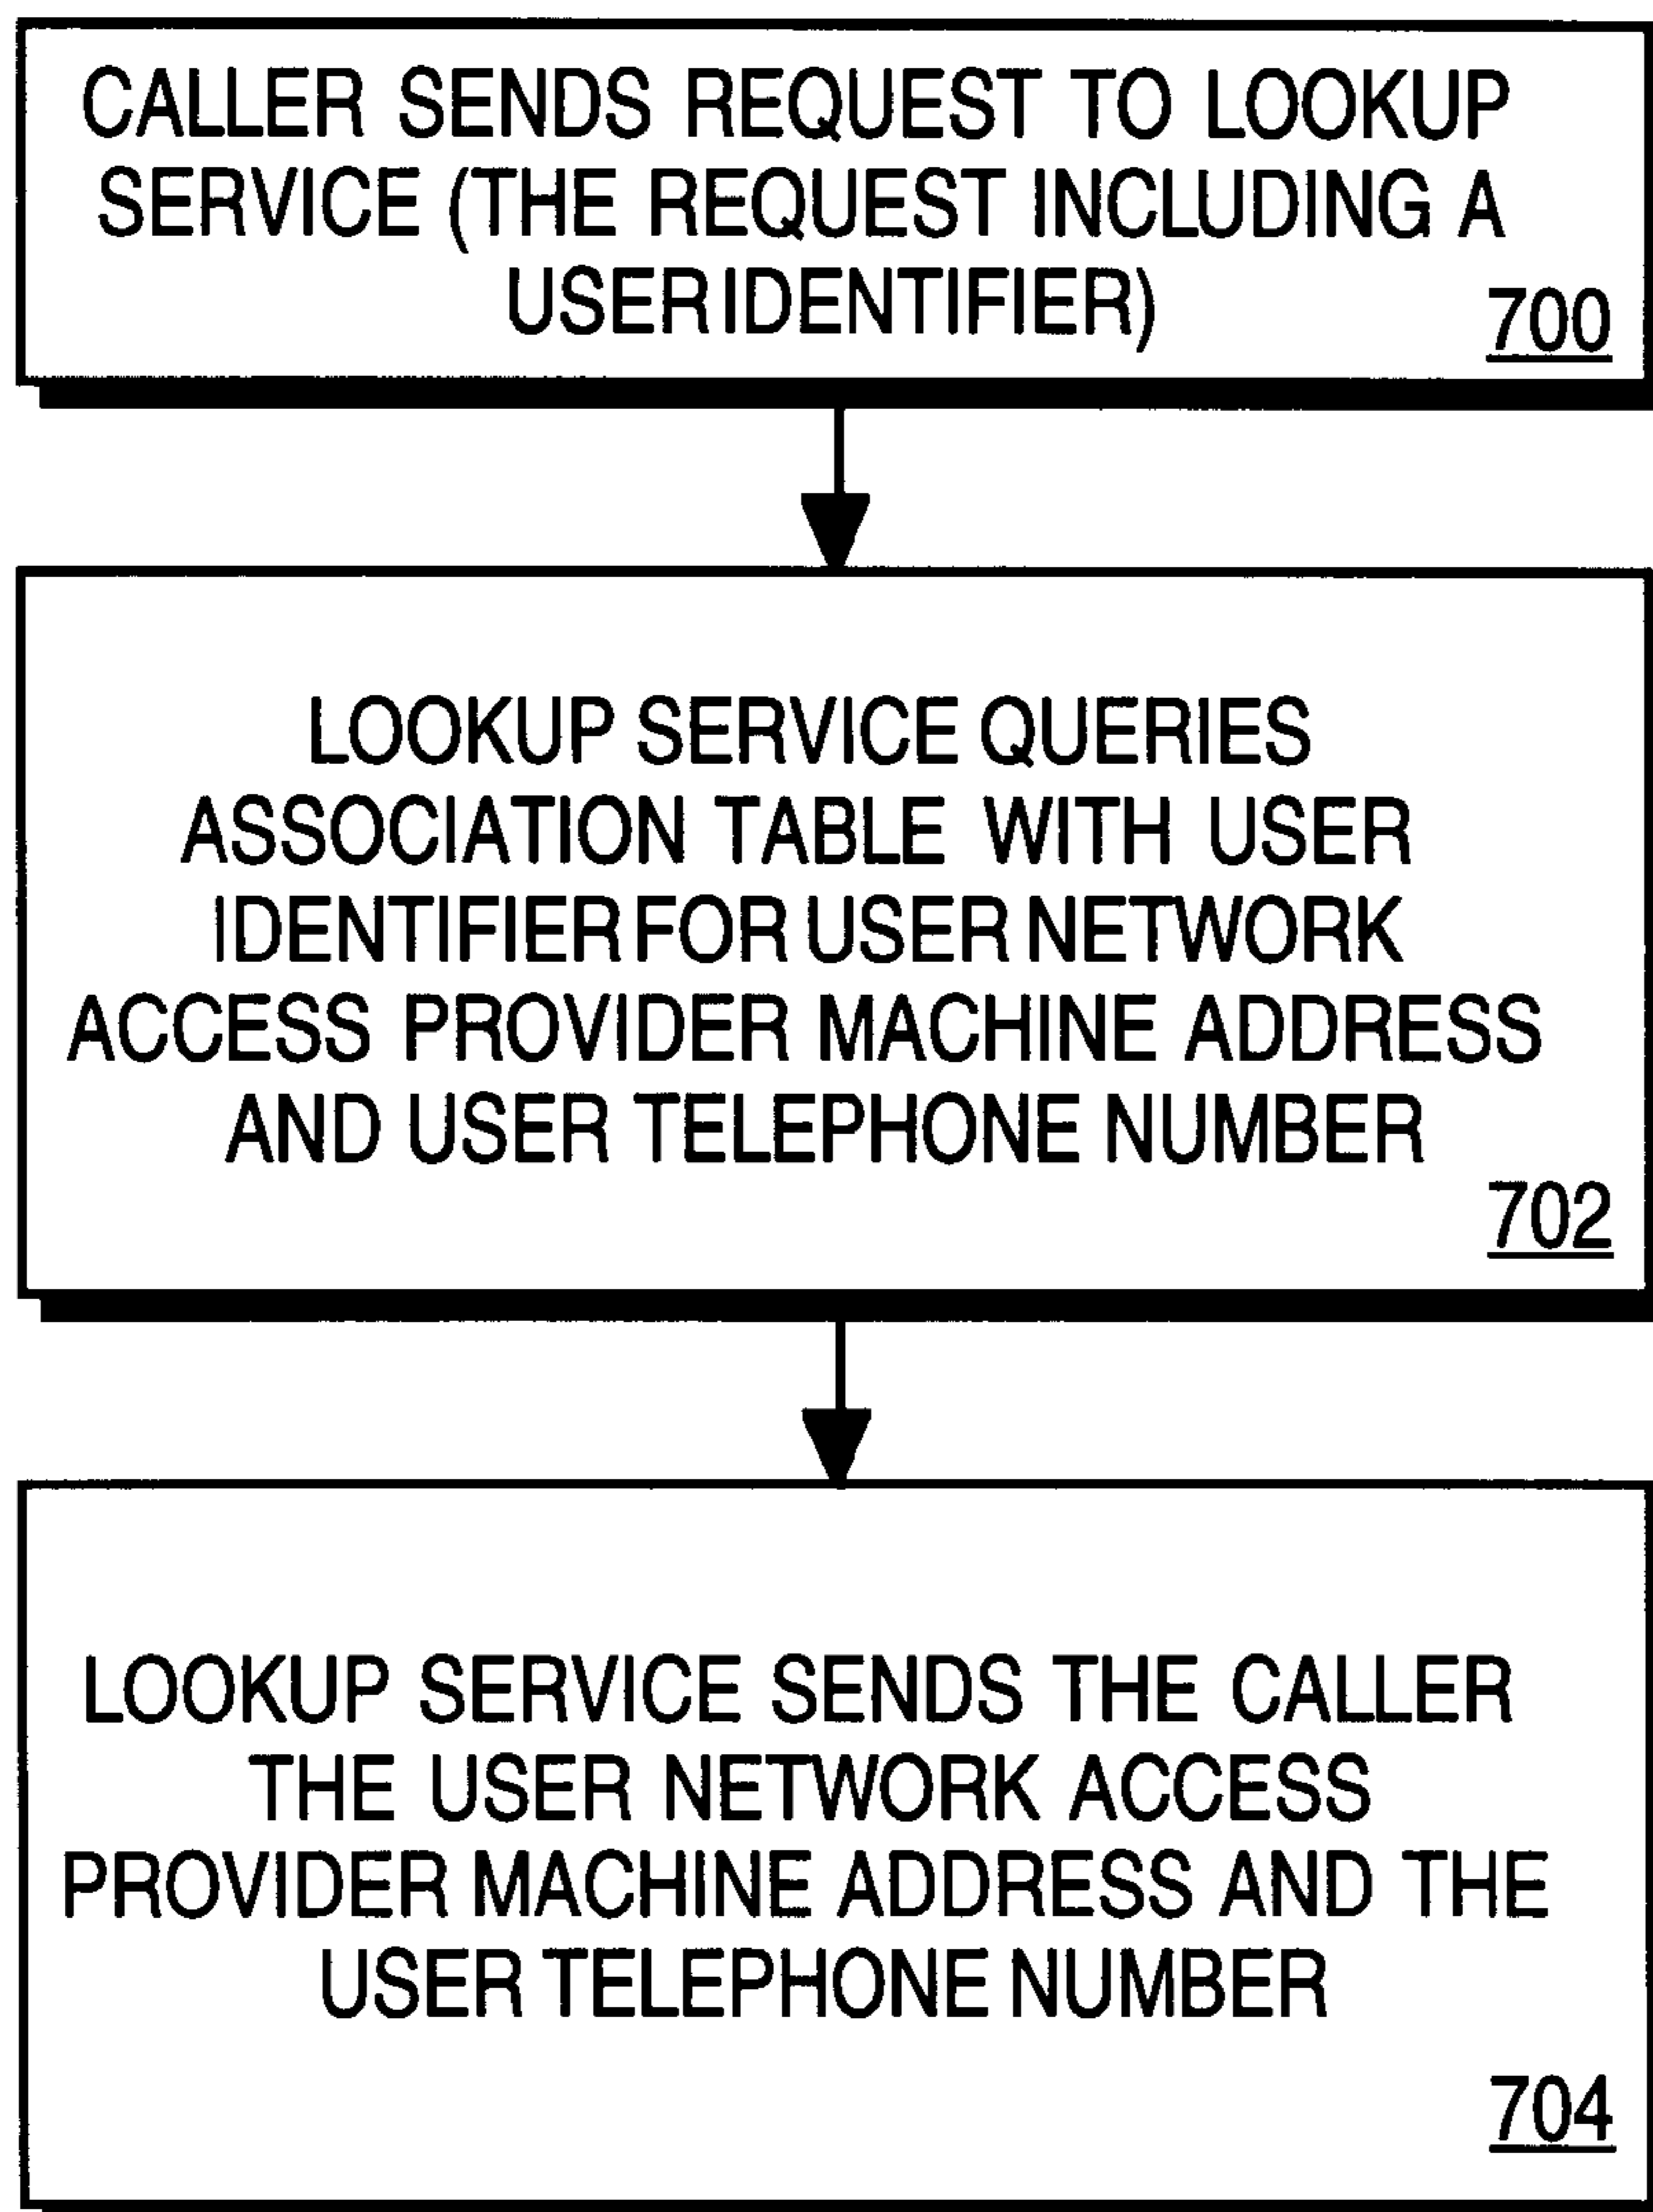 CALLER SENDS REQUEST TO LOOKUP
SERVICE (THE REQUEST INCLUDING A
USER IDENTIFIER)
700
LOOKUP SERVICE QUERIES
ASSOCIATION TABLE WITH USER
IDENTIFIER FOR USER NETWORK
ACCESS PROVIDER MACHINE ADDRESS
AND USER TELEPHONE NUMBER
702
LOOKUP SERVICE SENDS THE CALLER
THE USER NETWORK ACCESS
PROVIDER MACHINE ADDRESS AND THE
USER TELEPHONE NUMBER
704